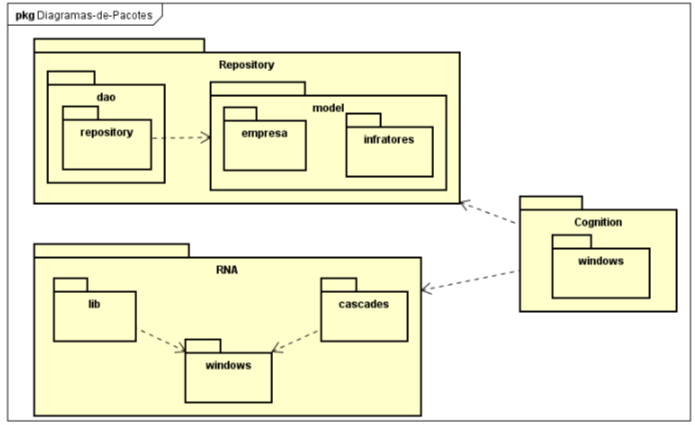 pkg Diagramas-de-Pacotes
Repository
dao
repository
model
empresa
infratores
Cognition
windows
RNA
lib
cascades
windows